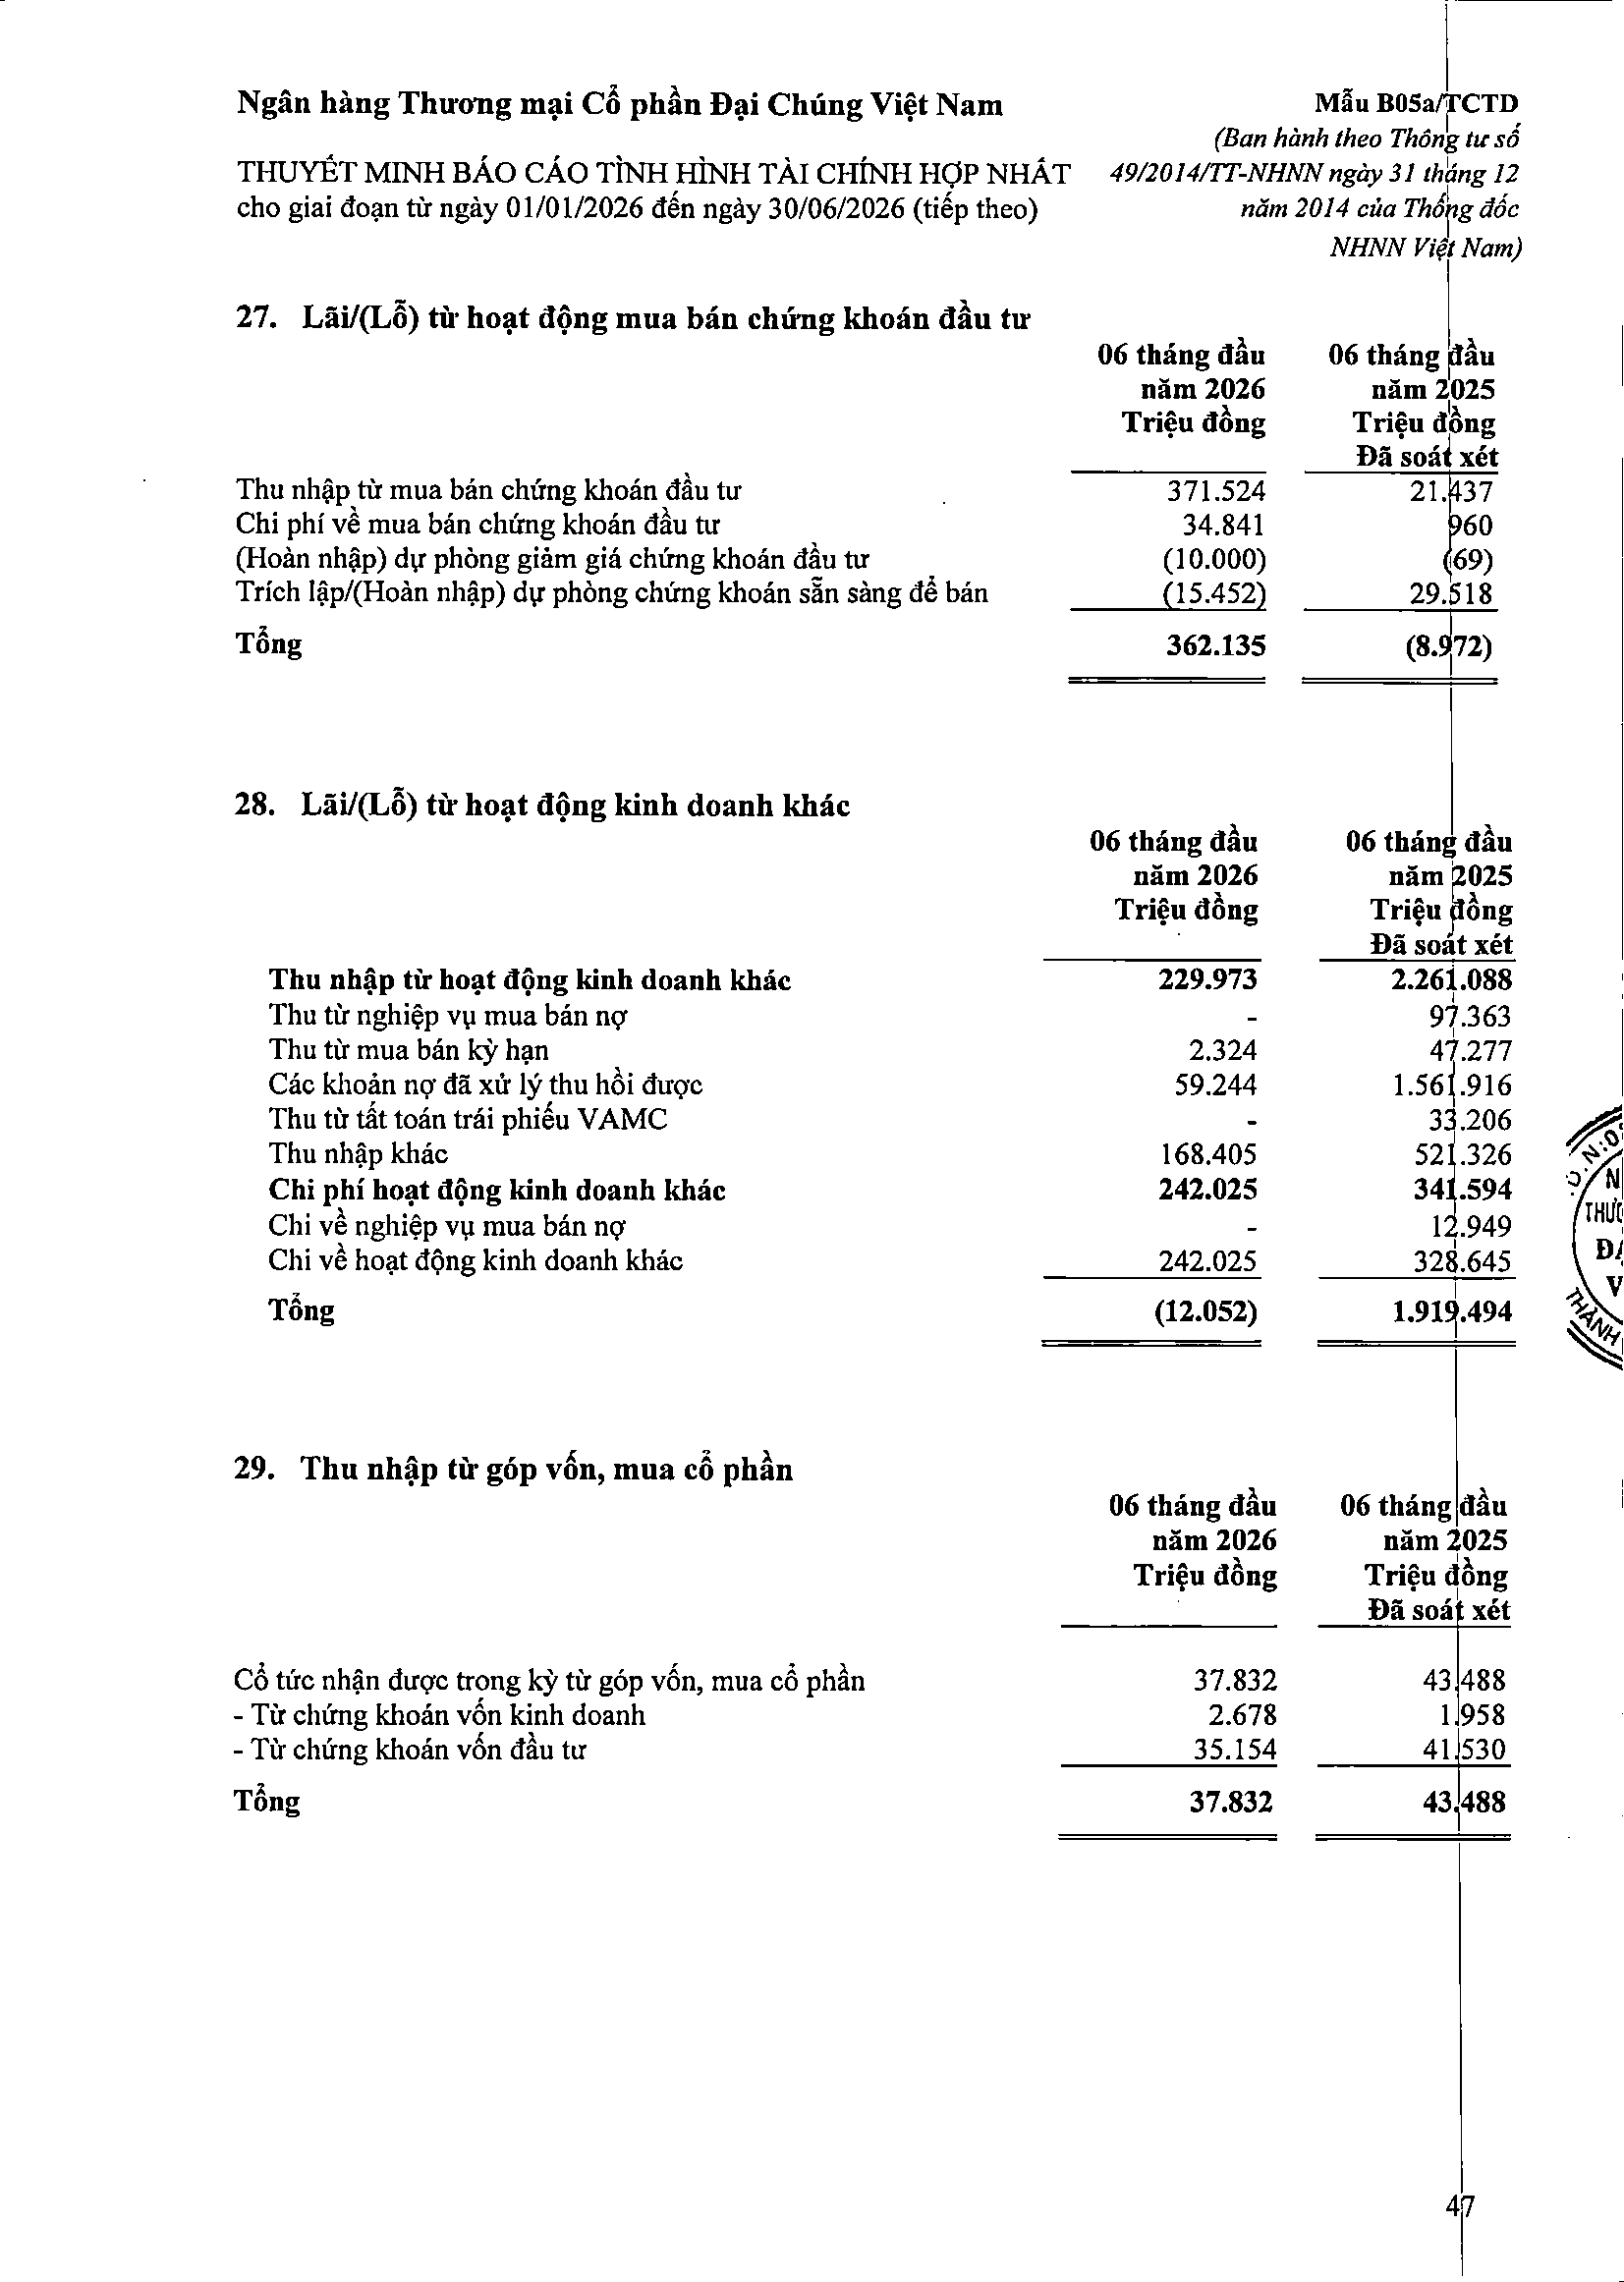 Ngân hàng Thương mại Cổ phần Đại Chúng Việt Nam
Mẫu B05a/TCTD
(Ban hành theo Thông tư số
THUYẾT MINH BÁO CÁO TÌNH HÌNH TÀI CHÍNH HỢP NHẤT 49/2014/TT-NHNN ngày 31 tháng 12
cho giai đoạn từ ngày 01/01/2026 đến ngày 30/06/2026 (tiếp theo) năm 2014 của Thống đốc
NHNN Việt Nam)
27. Lãi/(Lỗ) từ hoạt động mua bán chứng khoán đầu tư
06 tháng đầu 06 tháng đầu
năm 2026 năm 2025
Triệu đồng Triệu đồng
Đã soát xét
Thu nhập từ mua bán chứng khoán đầu tư 371.524 21.437
Chi phí về mua bán chứng khoán đầu tư 34.841 960
(Hoàn nhập) dự phòng giảm giá chứng khoán đầu tư (10.000) (69)
Trích lập/(Hoàn nhập) dự phòng chứng khoán sẵn sàng để bán (15.452) 29.518
Tổng 362.135 (8.972)
28. Lãi/(Lỗ) từ hoạt động kinh doanh khác
06 tháng đầu 06 tháng đầu
năm 2026 năm 2025
Triệu đồng Triệu đồng
Đã soát xét
Thu nhập từ hoạt động kinh doanh khác 229.973 2.261.088
Thu từ nghiệp vụ mua bán nợ - 97.363
Thu từ mua bán kỳ hạn 2.324 47.277
Các khoản nợ đã xử lý thu hồi được 59.244 1.561.916
Thu từ tất toán trái phiếu VAMC - 33.206
Thu nhập khác 168.405 521.326
Chi phí hoạt động kinh doanh khác 242.025 341.594
Chi về nghiệp vụ mua bán nợ - 12.949
Chi về hoạt động kinh doanh khác 242.025 328.645
Tổng (12.052) 1.919.494
29. Thu nhập từ góp vốn, mua cổ phần
06 tháng đầu 06 tháng đầu
năm 2026 năm 2025
Triệu đồng Triệu đồng
Đã soát xét
Cổ tức nhận được trong kỳ từ góp vốn, mua cổ phần 37.832 43.488
- Từ chứng khoán vốn kinh doanh 2.678 1.958
- Từ chứng khoán vốn đầu tư 35.154 41.530
Tổng 37.832 43.488
47